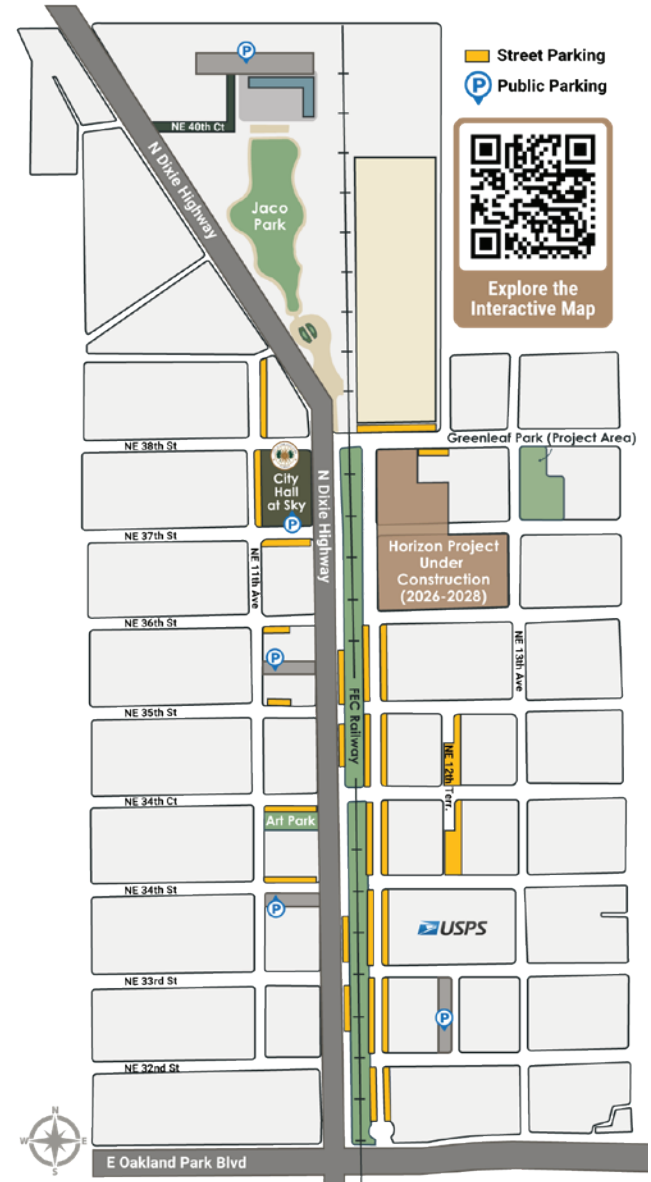 Street Parking
P
Public Parking
P
NE 40th Ct
N Dixie Highway
Jaco
Park
Explore the
Interactive Map
Greenleaf Park (Project Area)
NE 38th St
City
Hall
at Sky
P
N Dixie Highway
NE 37th St
NE 11th Ave
Horizon Project
Under
Construction
(2026-2028)
NE 36th St
P
NE 13th Ave
FEC Railway
NE 35th St
NE 12th Terr.
NE 34th Ct
Art Park
NE 34th St
P
USPS
NE 33rd St
P
NE 32nd St
N
W
E
S
E Oakland Park Blvd